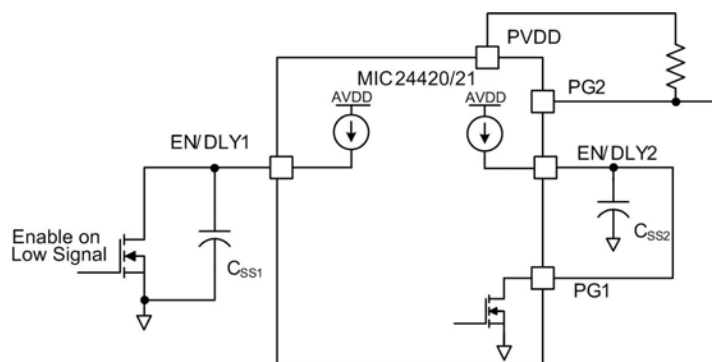 PVDD
MIC24420/21
AVDD
AVDD
PG2
EN/DLY1
EN/DLY2
Enable on
Low Signal
CSS1
CSS2
PG1